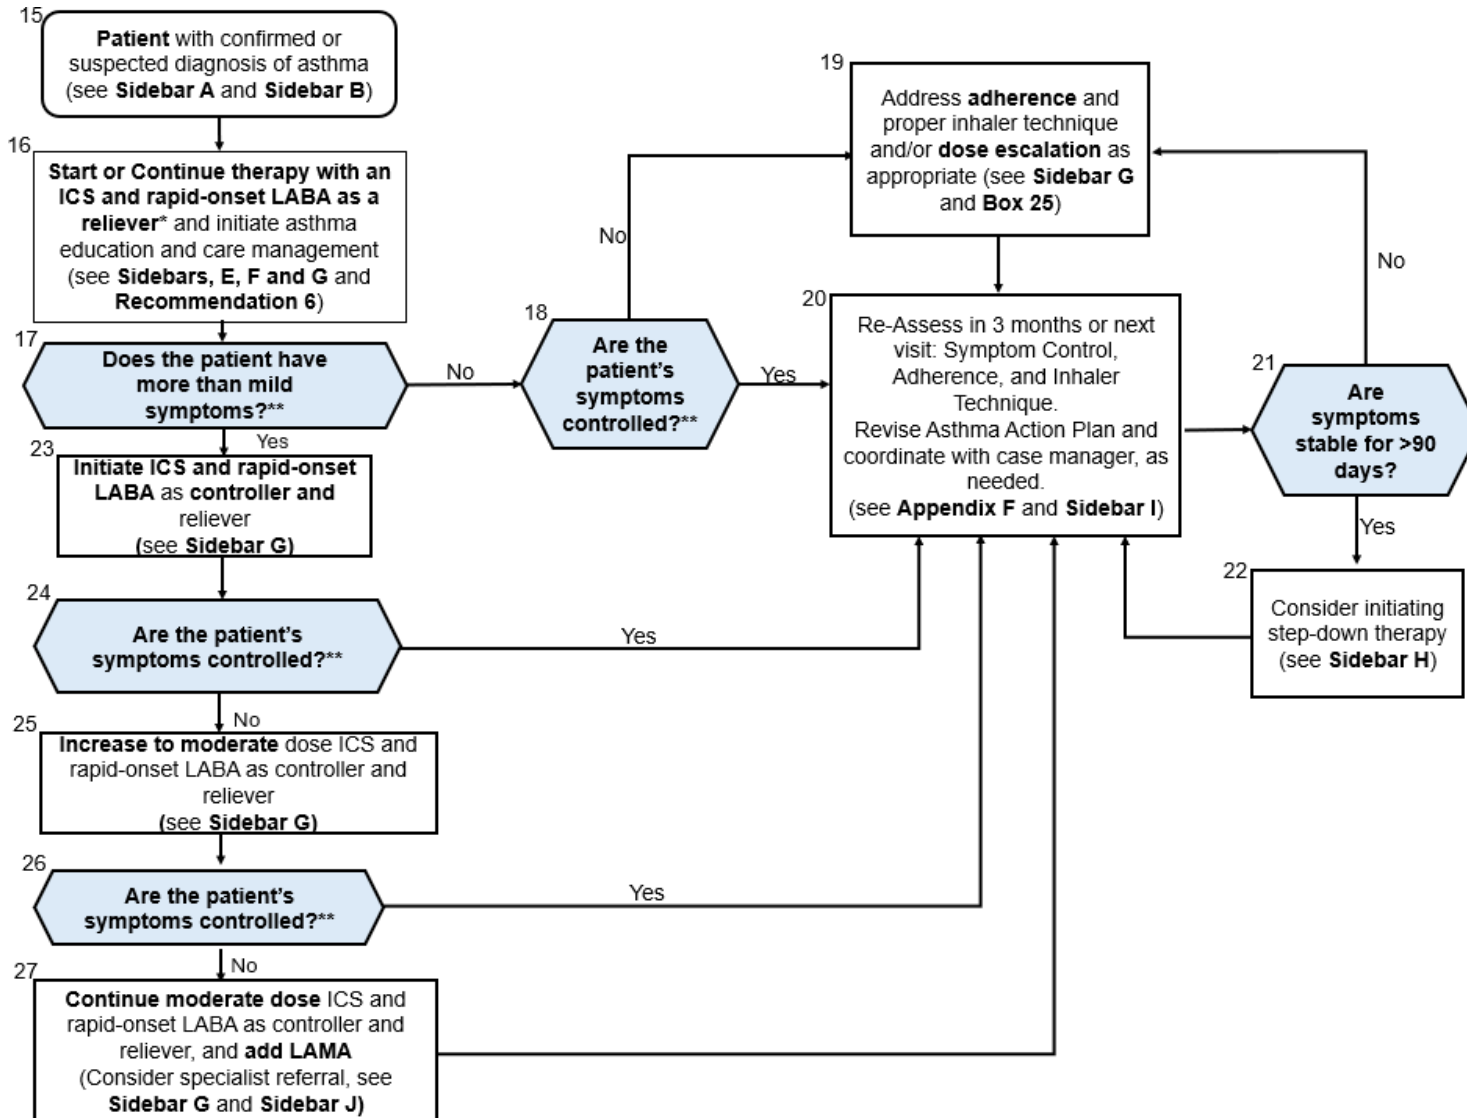 15
Patient with confirmed or
suspected diagnosis of asthma
(see Sidebar A and Sidebar B)
16
Start or Continue therapy with an
ICS and rapid-onset LABA as a
reliever* and initiate asthma
education and care management
(see Sidebars, E, F and G and
Recommendation 6)
17
Does the patient have
more than mild
symptoms?**
No
Yes
18
Are the
patient's
symptoms
controlled?**
No
Yes
19
Address adherence and
proper inhaler technique
and/or dose escalation as
appropriate (see Sidebar G
and Box 25)
20
Re-Assess in 3 months or next
visit: Symptom Control,
Adherence, and Inhaler
Technique.
Revise Asthma Action Plan and
coordinate with case manager, as
needed.
(see Appendix F and Sidebar I)
21
Are
symptoms
stable for >90
days?
No
Yes
22
Consider initiating
step-down therapy
(see Sidebar H)
23
Initiate ICS and rapid-onset
LABA as controller and
reliever
(see Sidebar G)
24
Are the patient's
symptoms controlled?**
Yes
No
25
Increase to moderate dose ICS and
rapid-onset LABA as controller and
reliever
(see Sidebar G)
26
Are the patient's
symptoms controlled?**
Yes
No
27
Continue moderate dose ICS and
rapid-onset LABA as controller and
reliever, and add LAMA
(Consider specialist referral, see
Sidebar G and Sidebar J)